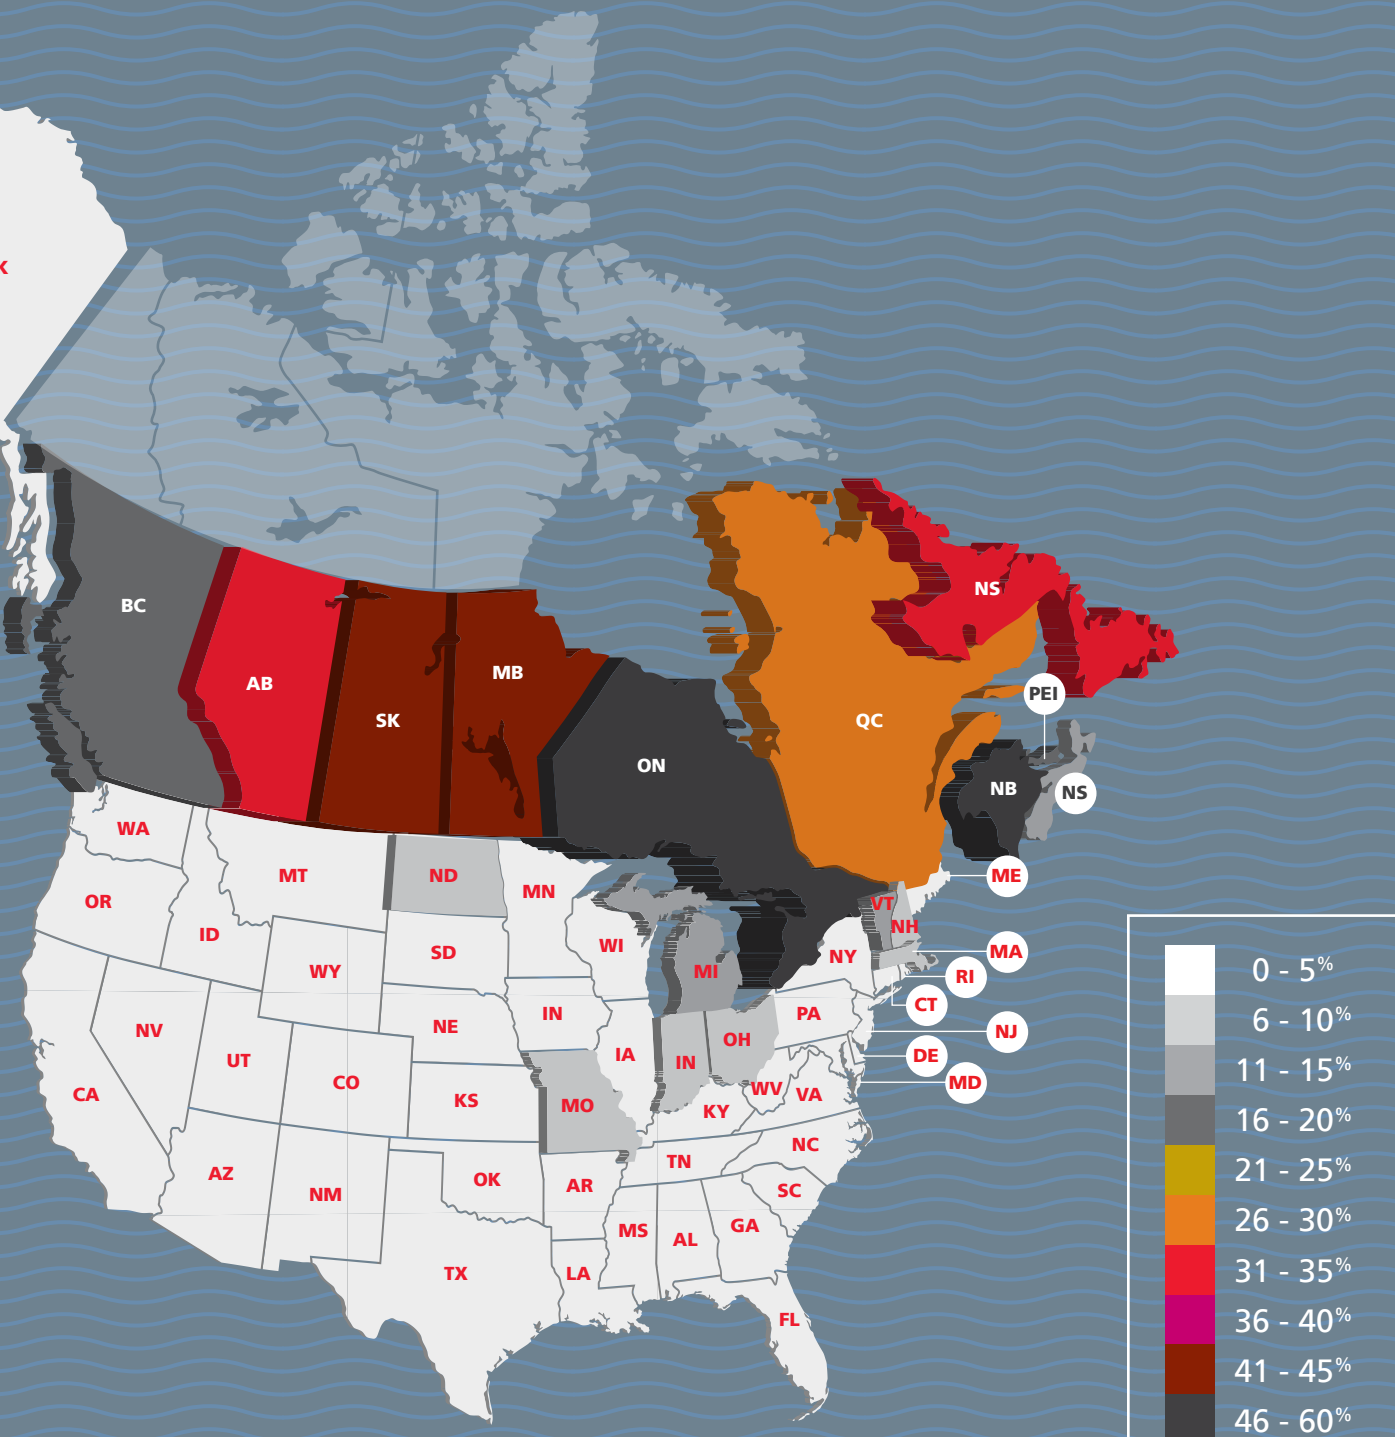 K
BC
AB
SK
MB
ON
QC
NS
PEI
NB
NS
WA
MT
ND
MN
ME
OR
ID
WY
SD
WI
MI
VT
NH
NY
MA
RI
CT
NV
UT
CO
NE
IN
IA
IN
OH
PA
NJ
DE
MD
CA
KS
MO
KY
WV
VA
AZ
NM
OK
AR
TN
NC
SC
TX
LA
MS
AL
GA
FL
0 - 5%
6 - 10%
11 - 15%
16 - 20%
21 - 25%
26 - 30%
31 - 35%
36 - 40%
41 - 45%
46 - 60%